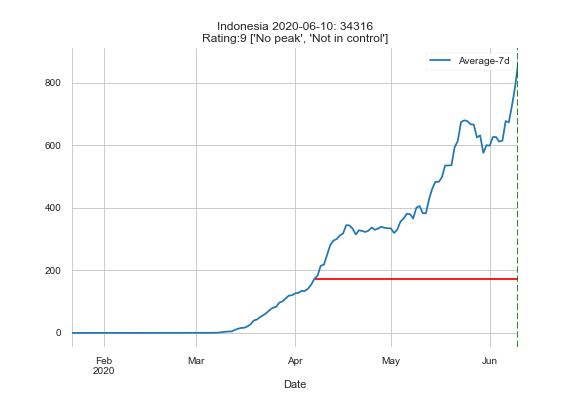 Indonesia 2020-06-10: 34316
Rating:9 ['No peak', 'Not in control']
Average-7d
800
600
400
200
0
Feb Mar Apr May Jun
2020
Date